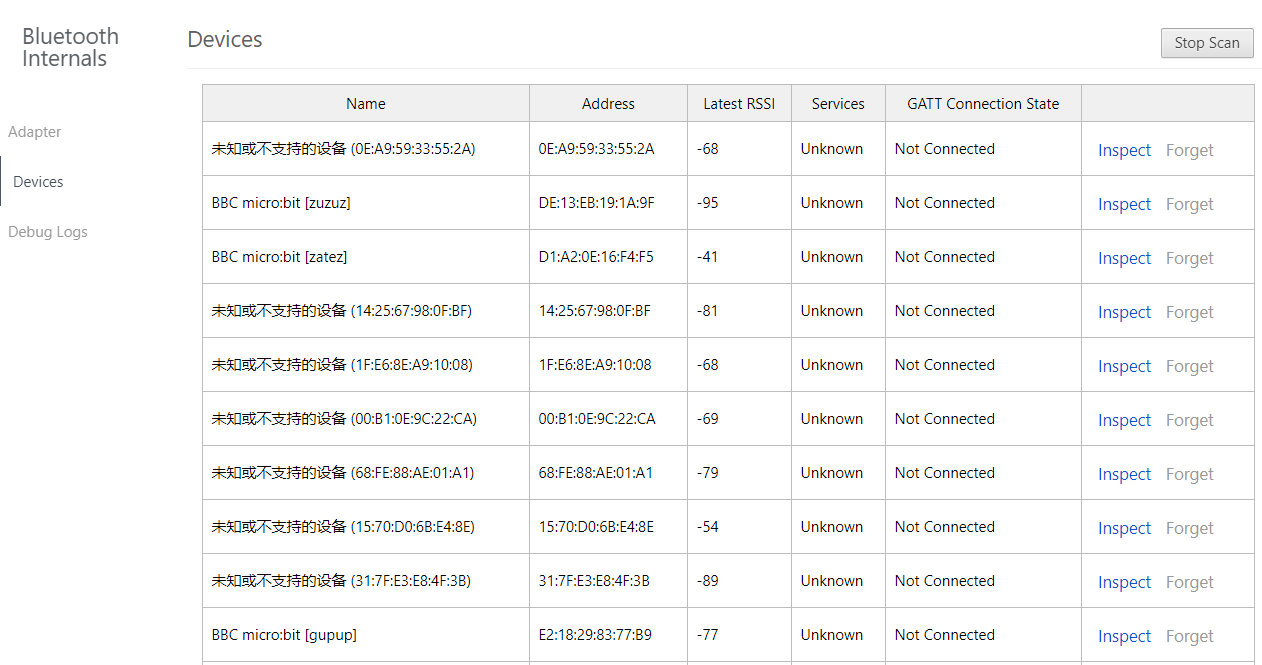 Bluetooth
Internals
Adapter
Devices
Debug Logs
Devices
Stop Scan
Name Address Latest RSSI Services GATT Connection State
未知或不支持的设备 (0E:A9:59:33:55:2A) 0E:A9:59:33:55:2A -68 Unknown Not Connected Inspect Forget
BBC micro:bit [zuzuz] DE:13:EB:19:1A:9F -95 Unknown Not Connected Inspect Forget
BBC micro:bit [zatez] D1:A2:0E:16:F4:F5 -41 Unknown Not Connected Inspect Forget
未知或不支持的设备 (14:25:67:98:0F:BF) 14:25:67:98:0F:BF -81 Unknown Not Connected Inspect Forget
未知或不支持的设备 (1F:E6:8E:A9:10:08) 1F:E6:8E:A9:10:08 -68 Unknown Not Connected Inspect Forget
未知或不支持的设备 (00:B1:0E:9C:22:CA) 00:B1:0E:9C:22:CA -69 Unknown Not Connected Inspect Forget
未知或不支持的设备 (68:FE:88:AE:01:A1) 68:FE:88:AE:01:A1 -79 Unknown Not Connected Inspect Forget
未知或不支持的设备 (15:70:D0:6B:E4:8E) 15:70:D0:6B:E4:8E -54 Unknown Not Connected Inspect Forget
未知或不支持的设备 (31:7F:E3:E8:4F:3B) 31:7F:E3:E8:4F:3B -89 Unknown Not Connected Inspect Forget
BBC micro:bit [gupup] E2:18:29:83:77:B9 -77 Unknown Not Connected Inspect Forget